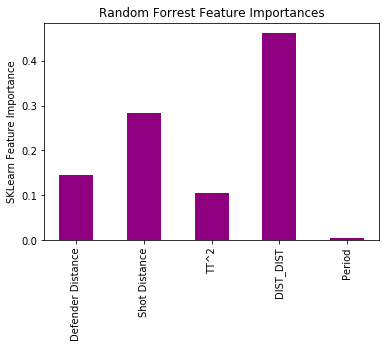 Random Forrest Feature Importances
SKLearn Feature Importance
0.4
0.3
0.2
0.1
0.0
Defender Distance
Shot Distance
TT^2
DIST_DIST
Period